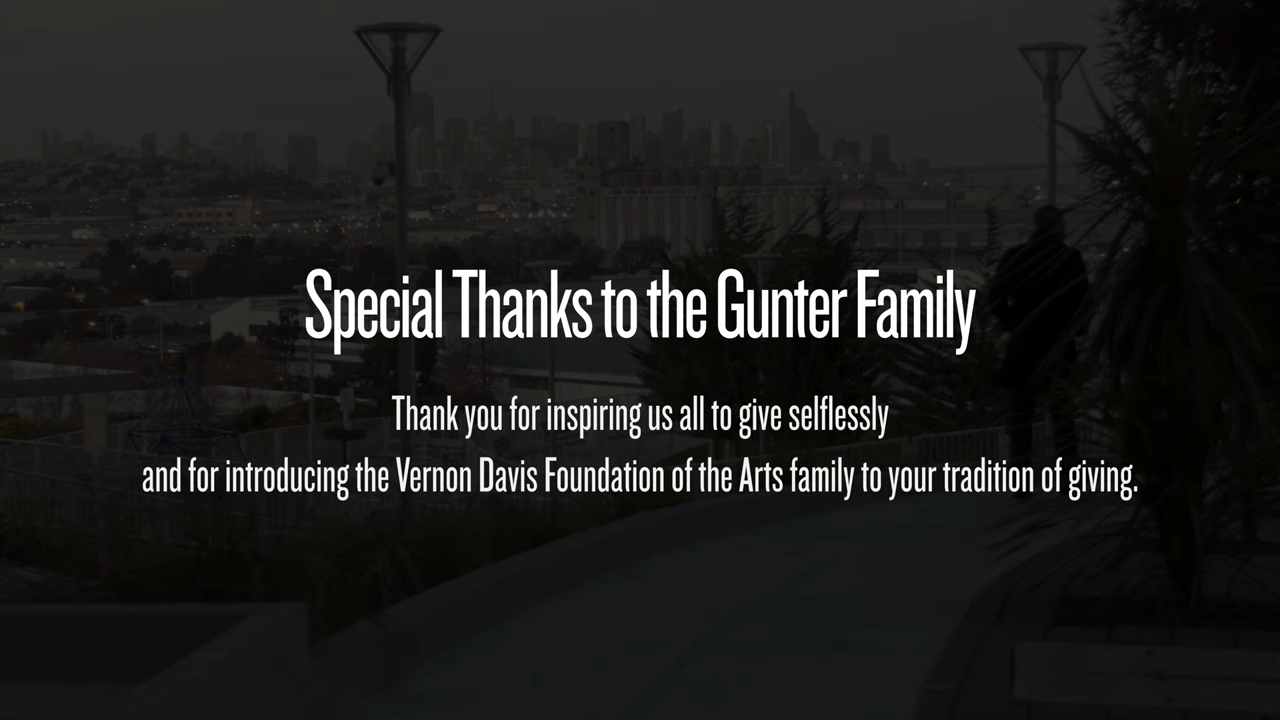 Special Thanks to the Gunter Family
Thank you for inspiring us all to give selflessly
and for introducing the Vernon Davis Foundation of the Arts family to your tradition of giving.